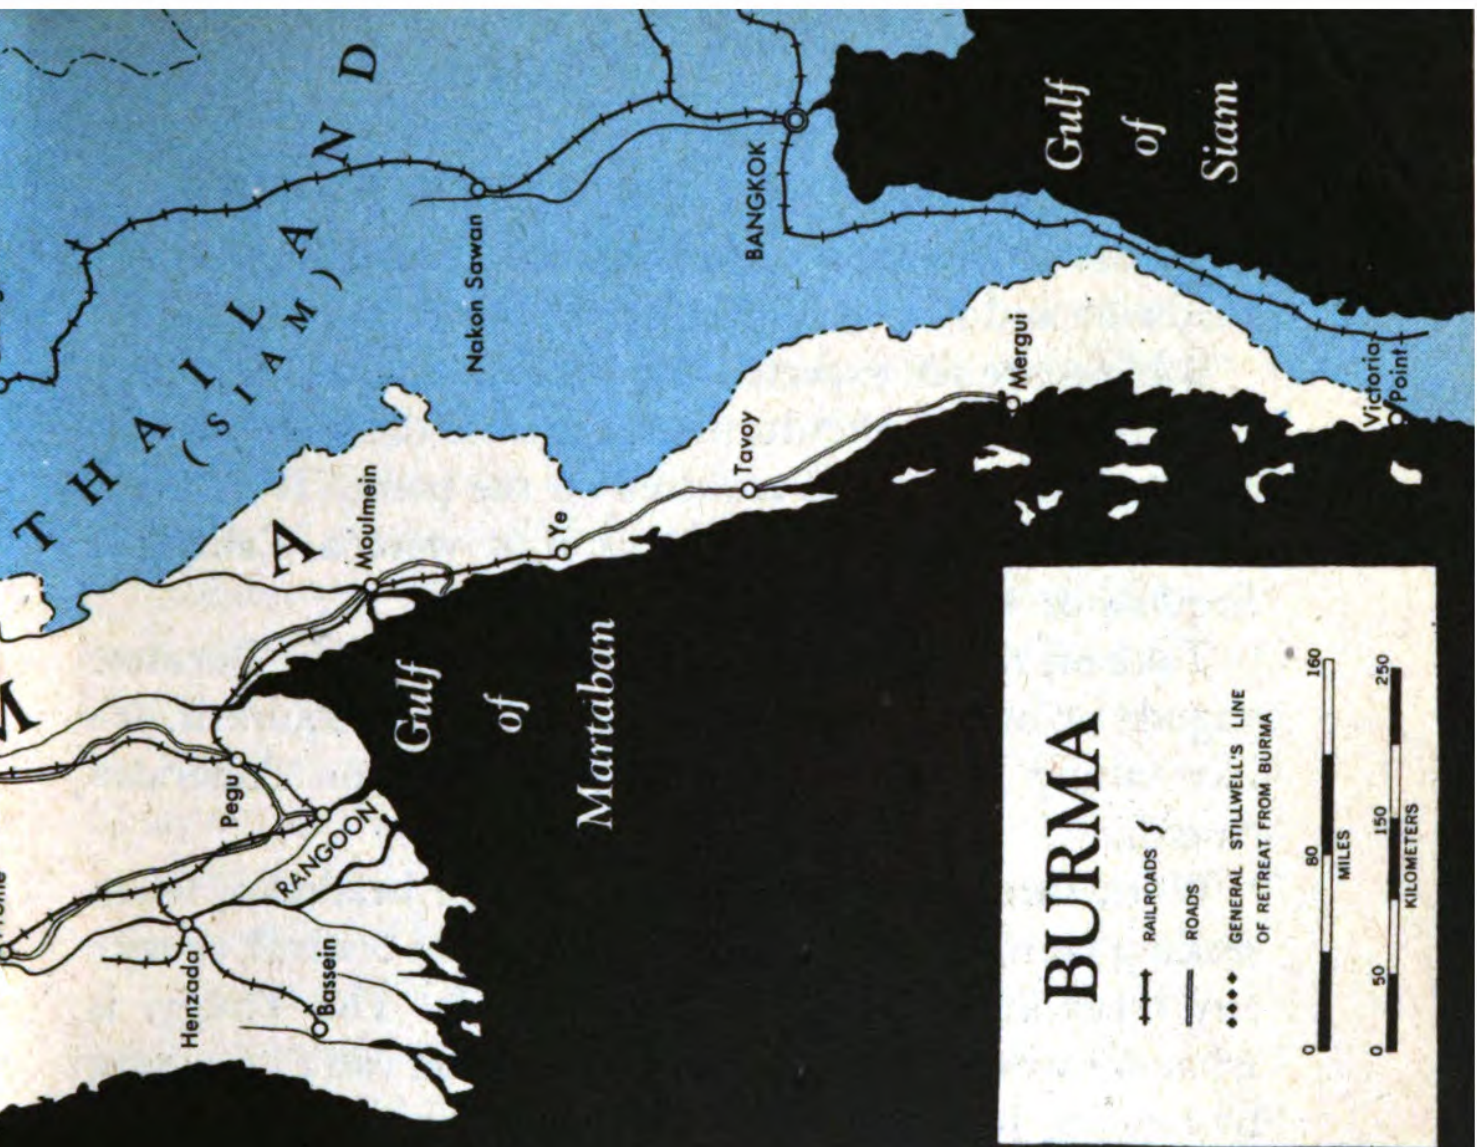 THAILAND
(SIAM)
Nakon Sawan
BANGKOK
Gulf
of
Siam
M
A
Moulmein
Ye
Tavoy
Mergui
Victoria
Point
Pegu
RANGOON
Henzada
Bassein
Gulf
of
Martaban
BURMA
RAILROADS
ROADS
GENERAL STILLWELL'S LINE
OF RETREAT FROM BURMA
0 80 160
MILES
0 50 150 250
KILOMETERS